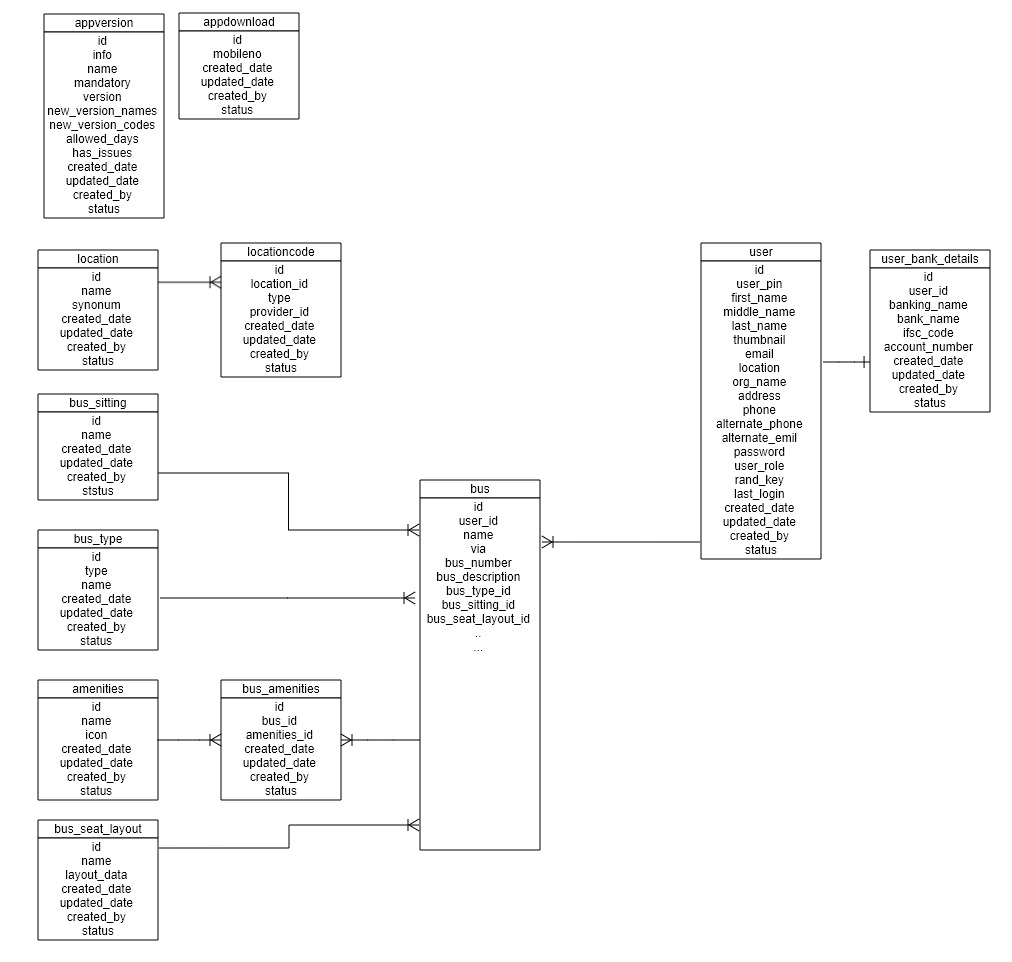 appversion
id
info
name
mandatory
version
new_version_names
new_version_codes
allowed_days
has_issues
created_date
updated_date
created_by
status
appdownload
id
mobileno
created_date
updated_date
created_by
status
location
id
name
synonum
created_date
updated_date
created_by
status
locationcode
id
location_id
type
provider_id
created_date
updated_date
created_by
status
user
id
user_pin
first_name
middle_name
last_name
thumbnail
email
location
org_name
address
phone
alternate_phone
alternate_emil
password
user_role
rand_key
last_login
created_date
updated_date
created_by
status
user_bank_details
id
user_id
banking_name
bank_name
ifsc_code
account_number
created_date
updated_date
created_by
status
bus_sitting
id
name
created_date
updated_date
created_by
ststus
bus
id
user_id
name
via
bus_number
bus_description
bus_type_id
bus_sitting_id
bus_seat_layout_id
..
...
bus_type
id
type
name
created_date
updated_date
created_by
status
amenities
id
name
icon
created_date
updated_date
created_by
status
bus_amenities
id
bus_id
amenities_id
created_date
updated_date
created_by
status
bus_seat_layout
id
name
layout_data
created_date
updated_date
created_by
status